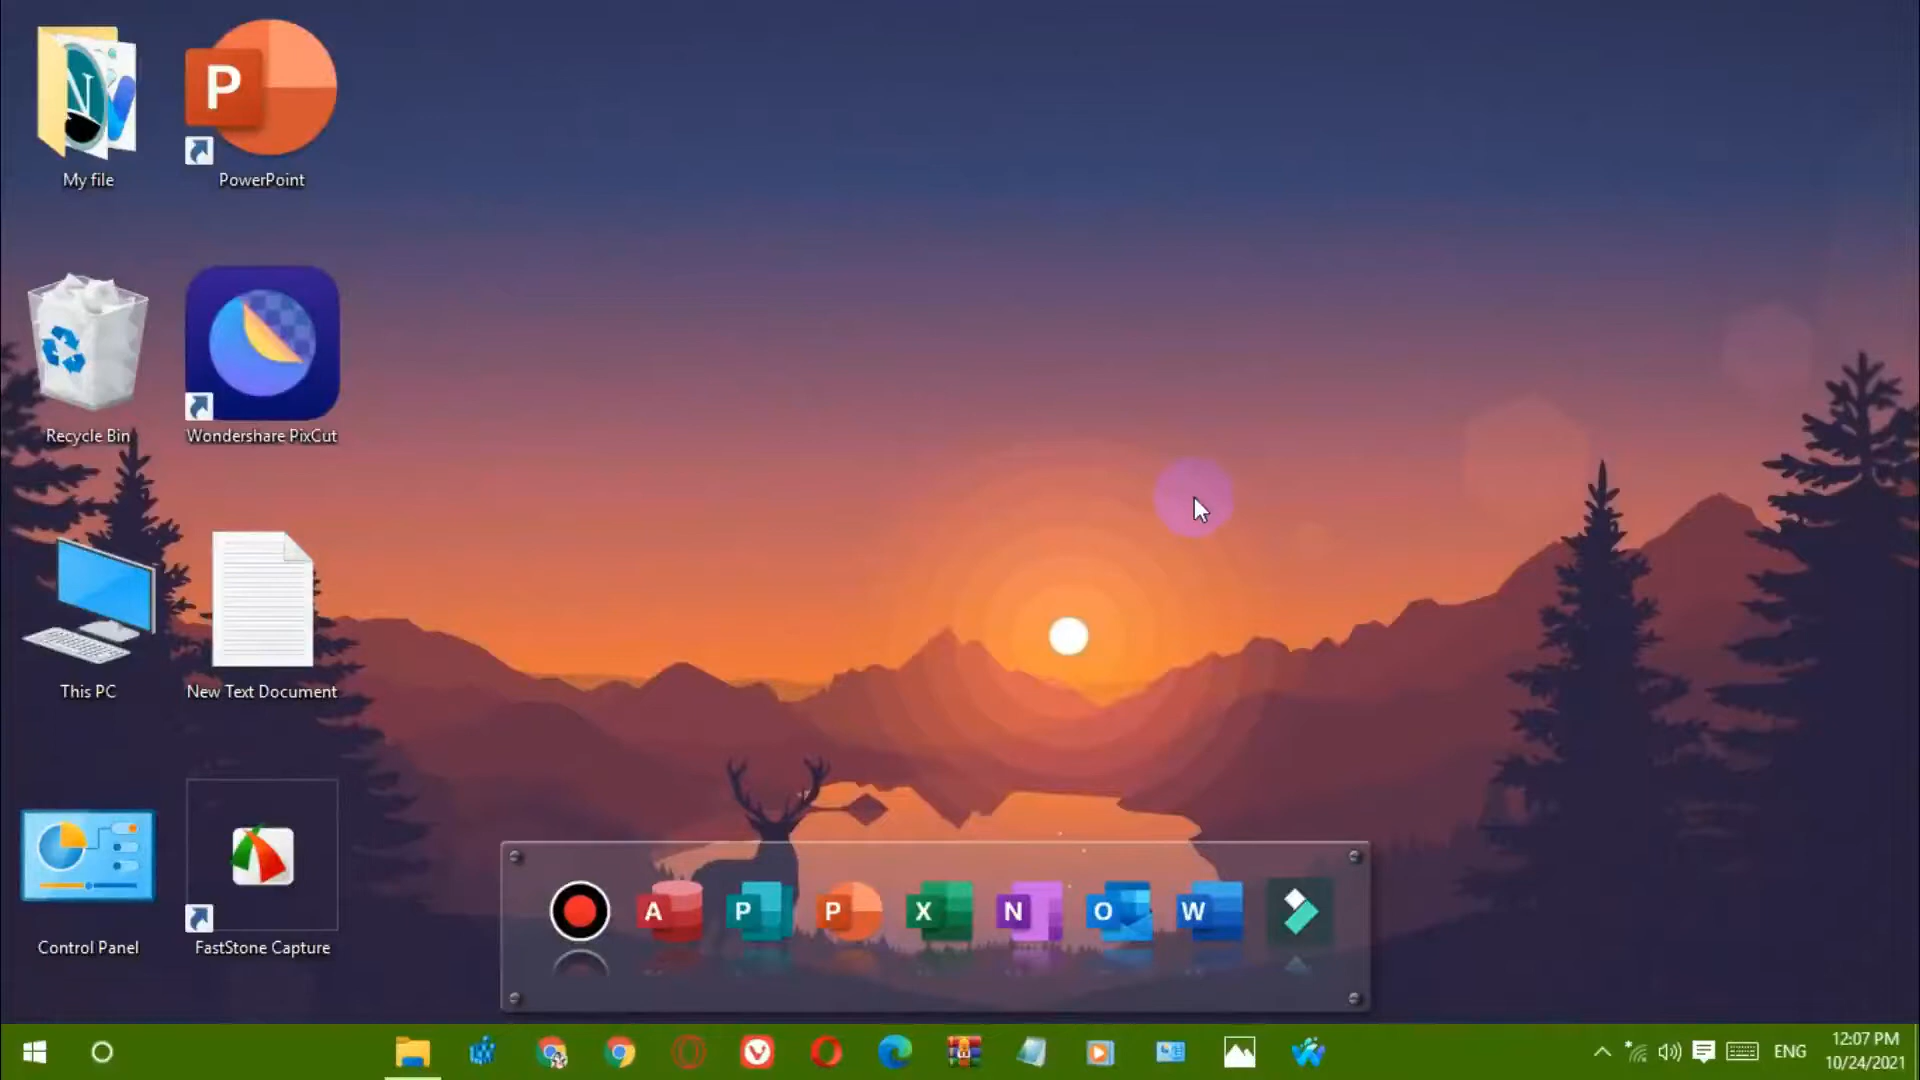 My file
PowerPoint
Recycle Bin
Wondershare PixCut
This PC
New Text Document
Control Panel
FastStone Capture
P
N
A
P
P
X
N
O
W
ENG
12:07 PM
10/24/2021